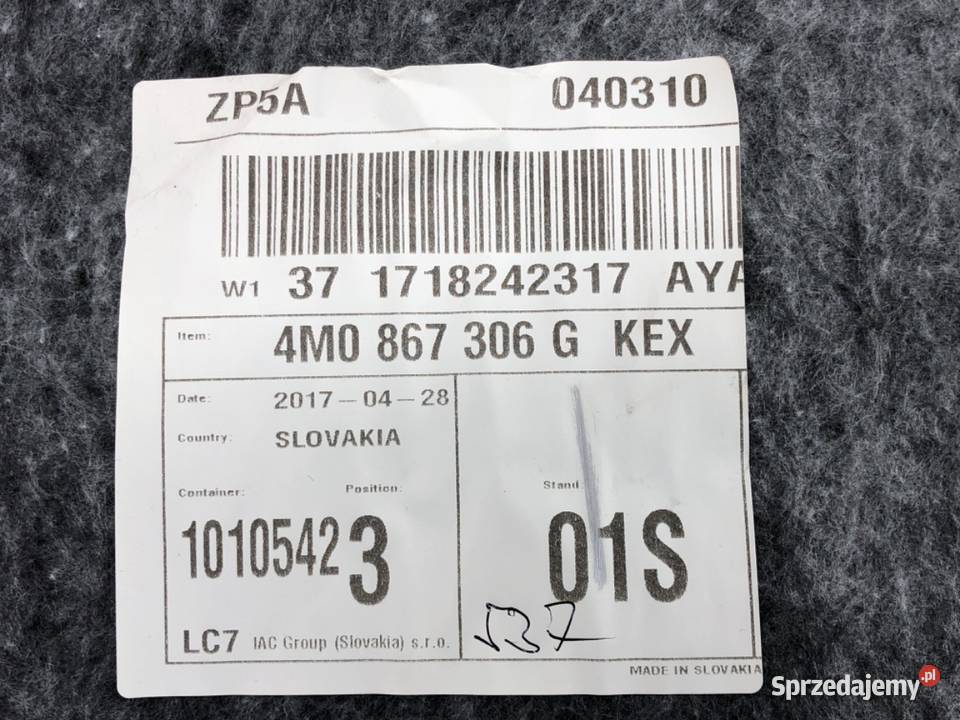 ZP5A 040310
W1 37 1718242317 AYA
Item: 4M0 867 306 G KEX
Date: 2017-04-28
Country: SLOVAKIA
Container: Position: Stand
1010542 3 01S
LC7 IAC Group (Slovakia) s.r.o.
MADE IN SLOVAKIA
Sprzedajemy.pl